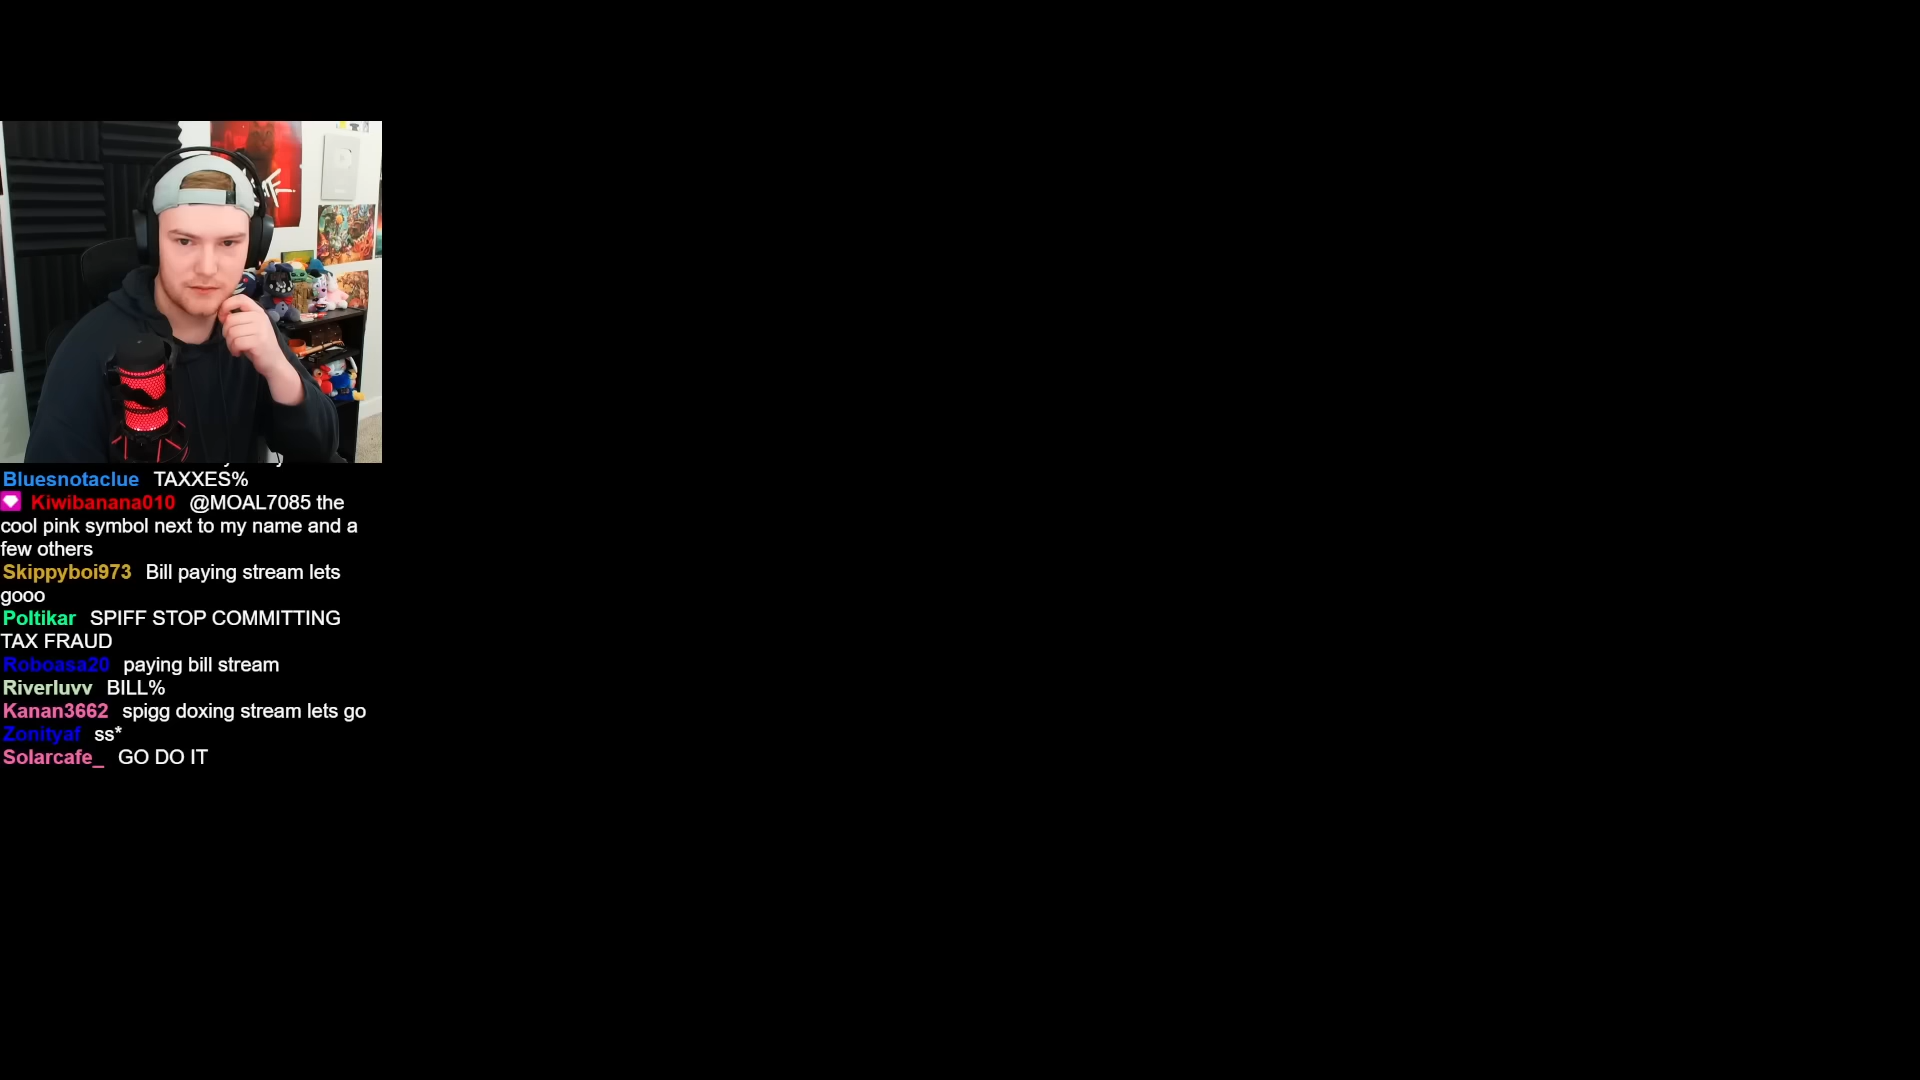 Bluesnotaclue TAXXES%
Kiwibanana010 @MOAL7085 the
cool pink symbol next to my name and a
few others
Skippyboi973 Bill paying stream lets
gooo
Poltikar SPIFF STOP COMMITTING
TAX FRAUD
Roboasa20 paying bill stream
Riverluvv BILL%
Kanan3662 spigg doxing stream lets go
Zonityaf ss*
Solarcafe_ GO DO IT